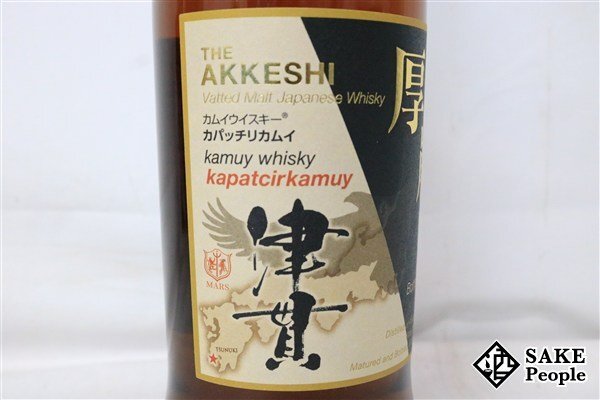 THE
AKKESHI
Vatted Malt Japanese Whisky
カムイウイスキー®
カパッチリカムイ
kamuy whisky
kapatcirkamuy
津貫
MARS
TSUNUKI
厚
Matured and
SAKE
People